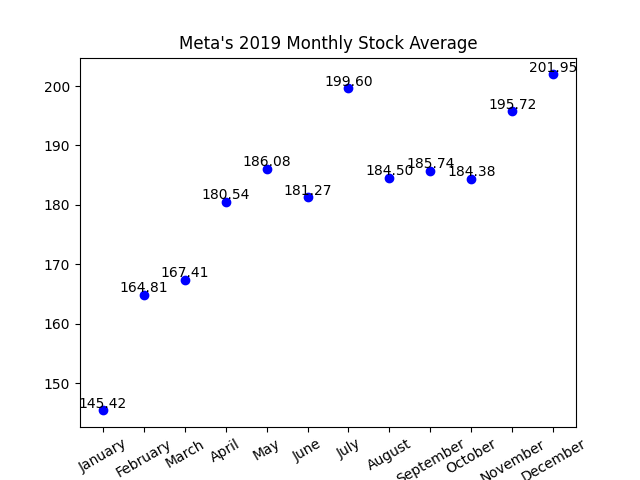 Meta's 2019 Monthly Stock Average
200
190
180
170
160
150
145.42
164.81
167.41
180.54
186.08
181.27
199.60
184.50
185.74
184.38
195.72
201.95
January
February
March
April
May
June
July
August
September
October
November
December